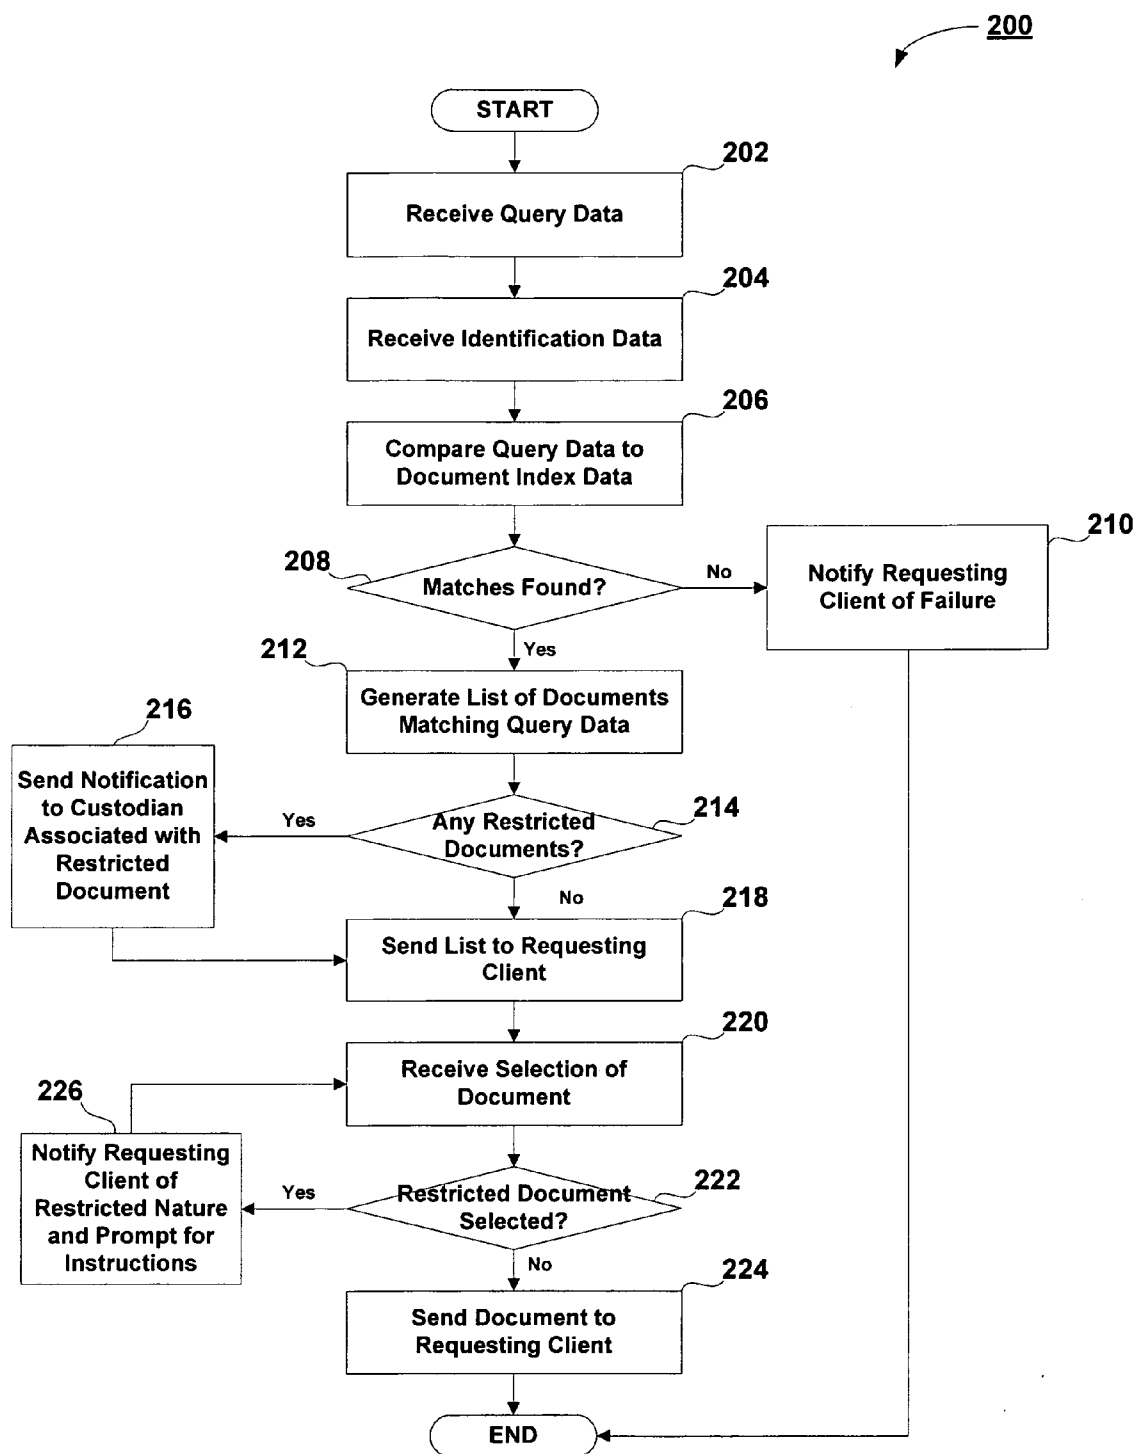 200
START
202
Receive Query Data
204
Receive Identification Data
206
Compare Query Data to
Document Index Data
208
Matches Found?
No
210
Notify Requesting
Client of Failure
Yes
212
Generate List of Documents
Matching Query Data
216
Send Notification
to Custodian
Associated with
Restricted
Document
Yes
Any Restricted
Documents?
214
No
218
Send List to Requesting
Client
220
Receive Selection of
Document
226
Notify Requesting
Client of
Restricted Nature
and Prompt for
Instructions
Yes
Restricted Document
Selected?
222
No
224
Send Document to
Requesting Client
END